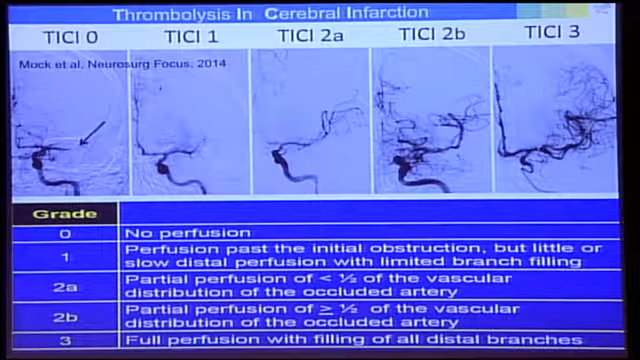 Thrombolysis In Cerebral Infarction
TICI 0 TICI 1 TICI 2a TICI 2b TICI 3
Mock et al, Neurosurg Focus, 2014
Grade
0 No perfusion
1 Perfusion past the initial obstruction, but little or
slow distal perfusion with limited branch filling
2a Partial perfusion of < ½ of the vascular
distribution of the occluded artery
2b Partial perfusion of ≥ ½ of the vascular
distribution of the occluded artery
3 Full perfusion with filling of all distal branches